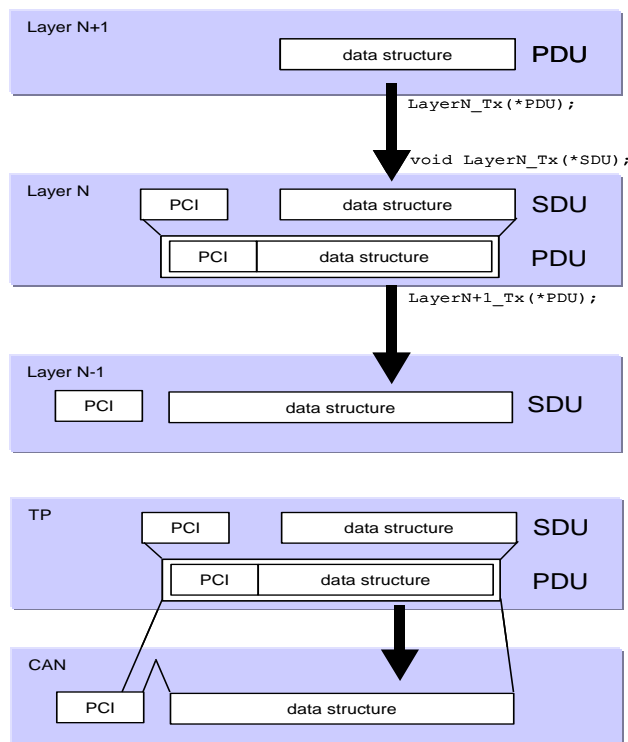 Layer N+1
data structure PDU
LayerN_Tx(*PDU);
void LayerN_Tx(*SDU);
Layer N
PCI data structure SDU
PCI data structure PDU
LayerN+1_Tx(*PDU);
Layer N-1
PCI data structure SDU
TP
PCI data structure SDU
PCI data structure PDU
CAN
PCI data structure